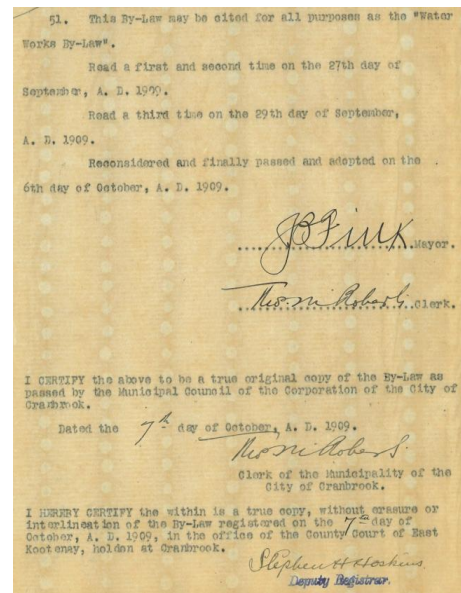 51. This By-Law may be cited for all purposes as the "Water
Works By-Law".
Read a first and second time on the 27th day of
September, A. D. 1909.
Read a third time on the 29th day of September,
A. D. 1909.
Reconsidered and finally passed and adopted on the
6th day of October, A. D. 1909.
J B Fink Mayor.
Thos. M Roberts Clerk.
I CERTIFY the above to be a true original copy of the By-Law as
passed by the Municipal Council of the Corporation of the City of
Cranbrook.
Dated the 7th day of October, A. D. 1909.
Thos M Roberts.
Clerk of the Municipality of the
City of Cranbrook.
I HEREBY CERTIFY the within is a true copy, without erasure or
interlineation of the By-Law registered on the 7th day of
October, A. D. 1909, in the office of the County Court of East
Kootenay, holden at Cranbrook.
Stephen H Hoskins
Deputy Registrar.